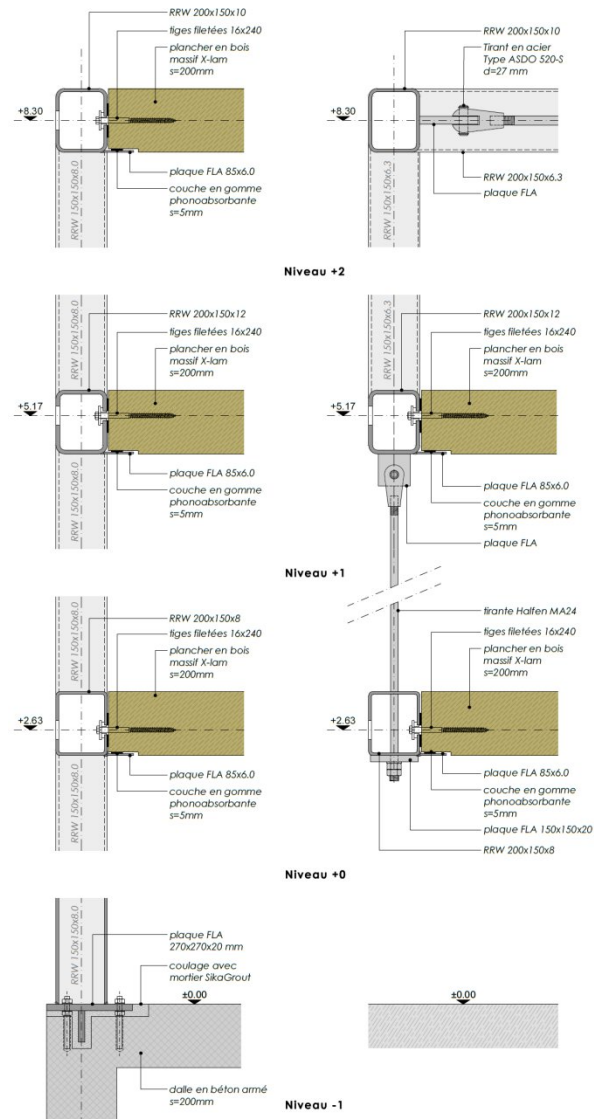 RRW 200x150x10
tiges filetées 16x240
plancher en bois
massif X-lam
s=200mm
+8.30
plaque FLA 85x6.0
couche en gomme
phonoabsorbante
s=5mm
RRW 150x150x8.0
RRW 200x150x10
Tirant en acier
Type ASDO 520-S
d=27 mm
+8.30
RRW 200x150x6.3
plaque FLA
RRW 150x150x6.3
Niveau +2
RRW 150x150x8.0
RRW 200x150x12
tiges filetées 16x240
plancher en bois
massif X-lam
s=200mm
+5.17
plaque FLA 85x6.0
couche en gomme
phonoabsorbante
s=5mm
RRW 150x150x8.0
RRW 150x150x6.3
RRW 200x150x12
tiges filetées 16x240
plancher en bois
massif X-lam
s=200mm
+5.17
plaque FLA 85x6.0
couche en gomme
phonoabsorbante
s=5mm
plaque FLA
Niveau +1
RRW 150x150x8.0
RRW 200x150x8
tiges filetées 16x240
plancher en bois
massif X-lam
s=200mm
+2.63
plaque FLA 85x6.0
couche en gomme
phonoabsorbante
s=5mm
RRW 150x150x8.0
tirante Halfen MA24
tiges filetées 16x240
plancher en bois
massif X-lam
s=200mm
+2.63
plaque FLA 85x6.0
couche en gomme
phonoabsorbante
s=5mm
plaque FLA 150x150x20
RRW 200x150x8
Niveau +0
RRW 150x150x8.0
plaque FLA
270x270x20 mm
coulage avec
mortier SikaGrout
±0.00
±0.00
dalle en béton armé
s=200mm
Niveau -1